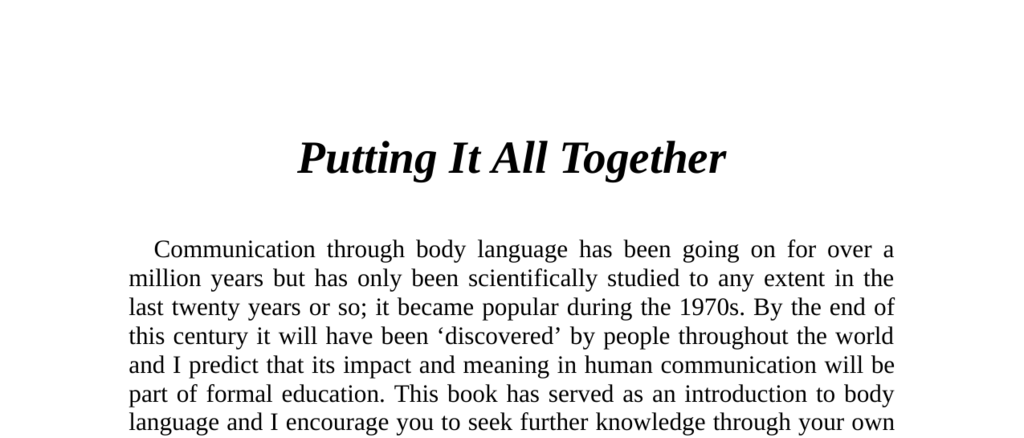 Putting It All Together
Communication through body language has been going on for over a
million years but has only been scientifically studied to any extent in the
last twenty years or so; it became popular during the 1970s. By the end of
this century it will have been ‘discovered’ by people throughout the world
and I predict that its impact and meaning in human communication will be
part of formal education. This book has served as an introduction to body
language and I encourage you to seek further knowledge through your own